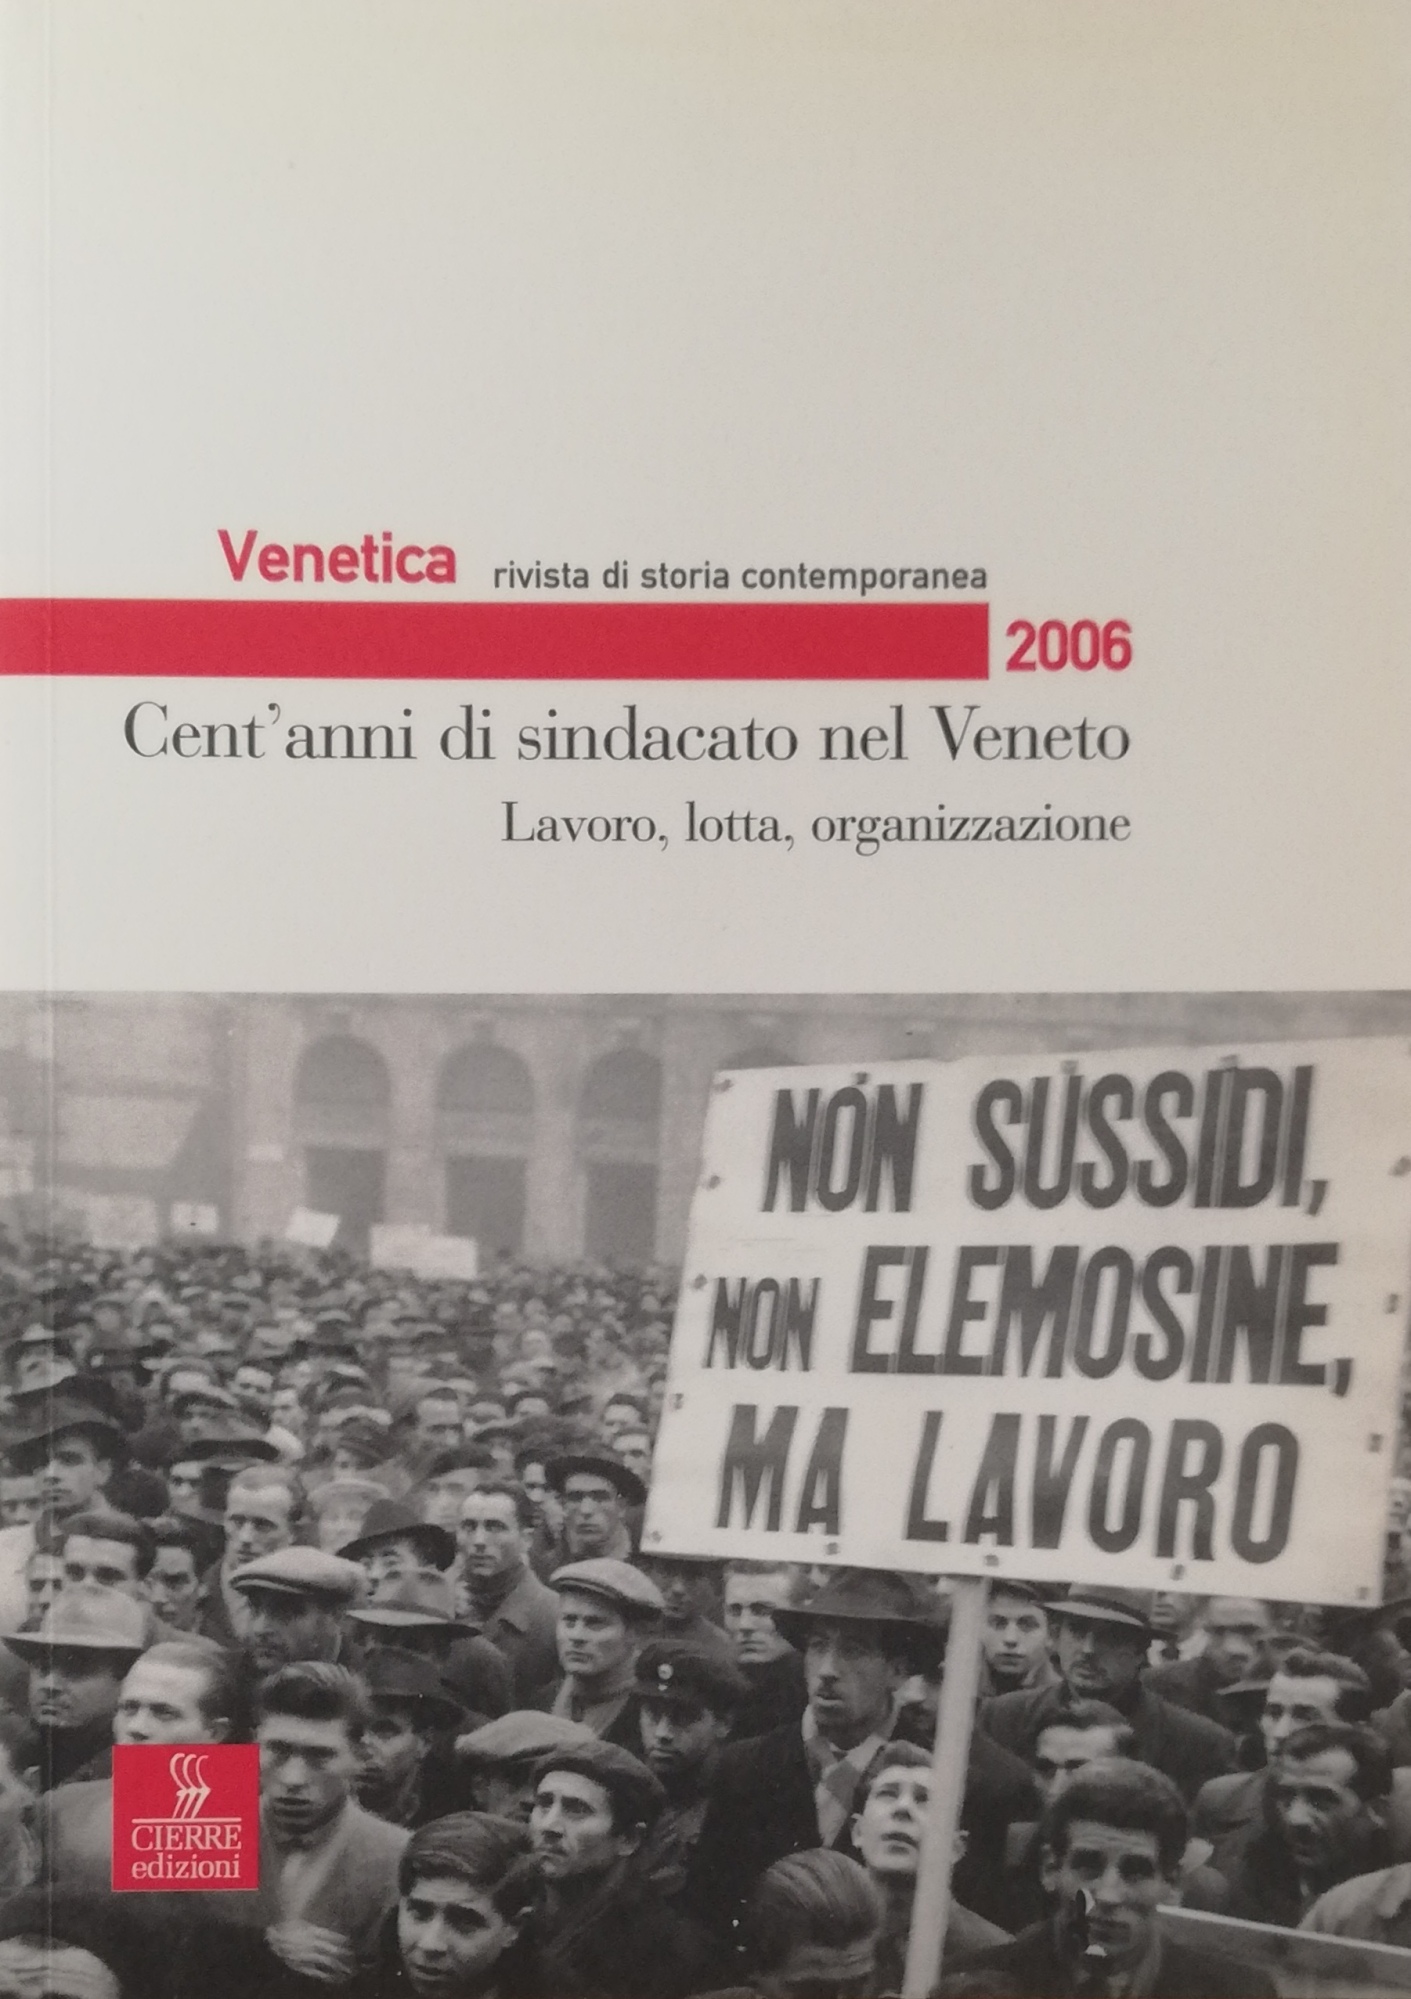 Venetica rivista di storia contemporanea
2006
Cent’anni di sindacato nel Veneto
Lavoro, lotta, organizzazione
NON SUSSIDI,
NON ELEMOSINE,
MA LAVORO
CIERRE
edizioni